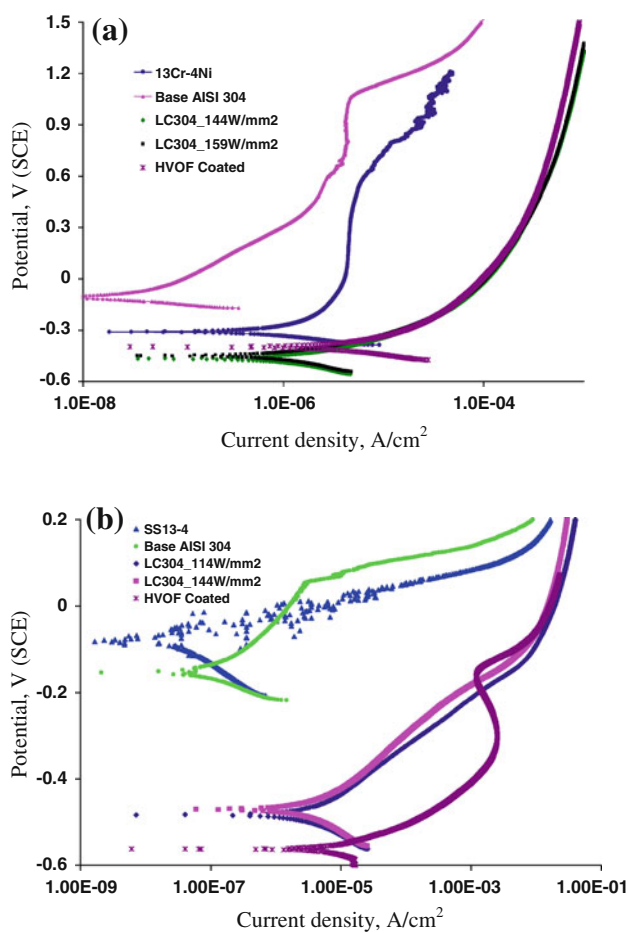 (a)
1.5
1.2
0.9
0.6
0.3
0
-0.3
-0.6
Potential, V (SCE)
13Cr-4Ni
Base AISI 304
LC304_144W/mm2
LC304_159W/mm2
HVOF Coated
1.0E-08
1.0E-06
1.0E-04
Current density, A/cm²
(b)
0.2
0
-0.2
-0.4
-0.6
Potential, V (SCE)
SS13-4
Base AISI 304
LC304_114W/mm2
LC304_144W/mm2
HVOF Coated
1.00E-09
1.00E-07
1.00E-05
1.00E-03
1.00E-01
Current density, A/cm²